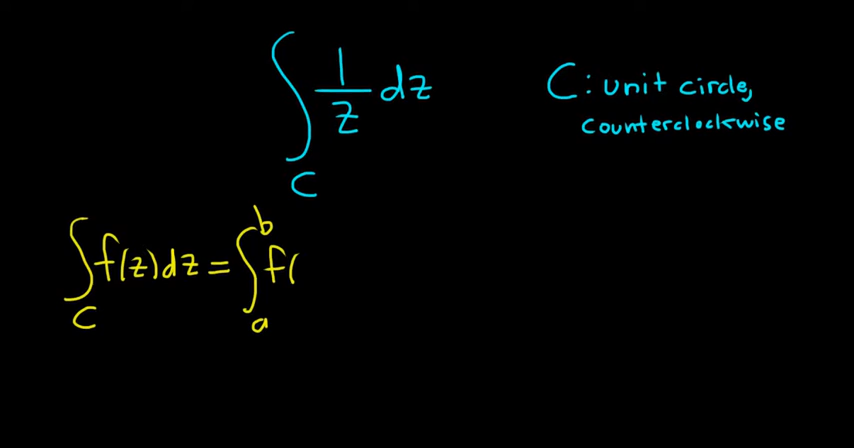 ∫_C 1/z dz
C: unit circle,
counterclockwise
∫_C f(z)dz = ∫_a^b f(